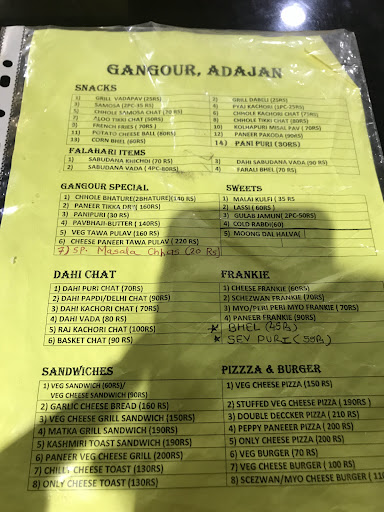 GANGOUR, ADAJAN
SNACKS
1) GRILL VADAPAV (25RS)
2) GRILL DABELI (25RS)
3) SAMOSA (2PC-35 RS)
4) PYAJ KACHORI (1PC-25RS)
5) CHHOLE SAMOSA CHAT (70 RS)
6) CHHOLE KACHORI CHAT (75RS)
7) ALOO TIKKI CHAT (60RS)
8) CHHOLE TIKKI CHAT (80RS)
9) FRENCH FRIES (70RS)
10) KOLHAPURI MISAL PAV (70RS)
11) POTATO CHEESE BALL (80RS)
12) PANEER PAKODA (90RS)
13) CORN BHEL (60RS)
14) PANI PURI (30RS)
FALAHARI ITEMS
1) SABUDANA KHICHDI (70 RS)
3) DAHI SABUDANA VADA (90 RS)
2) SABUDANA VADA (4PC-80RS)
4) FARALI BHEL (70 RS)
GANGOUR SPECIAL
1) CHHOLE BHATURE(2BHATURE)(140 RS)
2) PANEER TIKKA DRY( 160RS)
3) PANIPURI (30 RS)
4) PAVBHAJI-BUTTER (140RS)
5) VEG TAWA PULAV (160 RS)
6) CHEESE PANEER TAWA PULAV (220 RS)
7) SP. Masala Chhas (20 Rs)
SWEETS
1) MALAI KULFI (35 RS
2) LASSI (60RS)
3) GULAB JAMUN(2PC-50RS)
4) COLD RABDI(60)
5) MOONG DAL HALVA(
DAHI CHAT
1) DAHI PURI CHAT (70RS)
2) DAHI PAPDI/DELHI CHAT (90RS)
3) DAHI KACHORI CHAT (70RS)
4) DAHI VADA (80 RS)
5) RAJ KACHORI CHAT (100RS)
6) BASKET CHAT (90 RS)
FRANKIE
1) CHEESE FRANKIE (60RS)
2) SCHEZWAN FRANKIE (70RS)
3) MYO/PERI PERI MYO FRANKIE (70RS)
4) PANEER FRANKIE (90RS)
* BHEL (45Rs)
* SEV PURI (55Rs)
SANDWICHES
1) VEG SANDWICH (60RS)/
VEG CHEESE SANDWICH (90RS)
2) GARLIC CHEESE BREAD (160 RS)
3) VEG CHEESE GRILL SANDWICH (150RS)
4) MATKA GRILL SANDWICH (190RS)
5) KASHMIRI TOAST SANDWICH (190RS)
6) PANEER VEG CHEESE GRILL (200RS)
7) CHILLY CHEESE TOAST (130RS)
8) ONLY CHEESE TOAST (130RS)
PIZZZA & BURGER
1) VEG CHEESE PIZZA (150 RS)
2) STUFFED VEG CHEESE PIZZA (190RS)
3) DOUBLE DECCKER PIZZA (210 RS)
4) PEPPY PANEEER PIZZA (200 RS)
5) ONLY CHEESE PIZZA (200 RS)
6) VEG BURGER (70 RS)
7) VEG CHEESE BURGER (100 RS)
8) SCEZWAN/MYO CHEESE BURGER (110